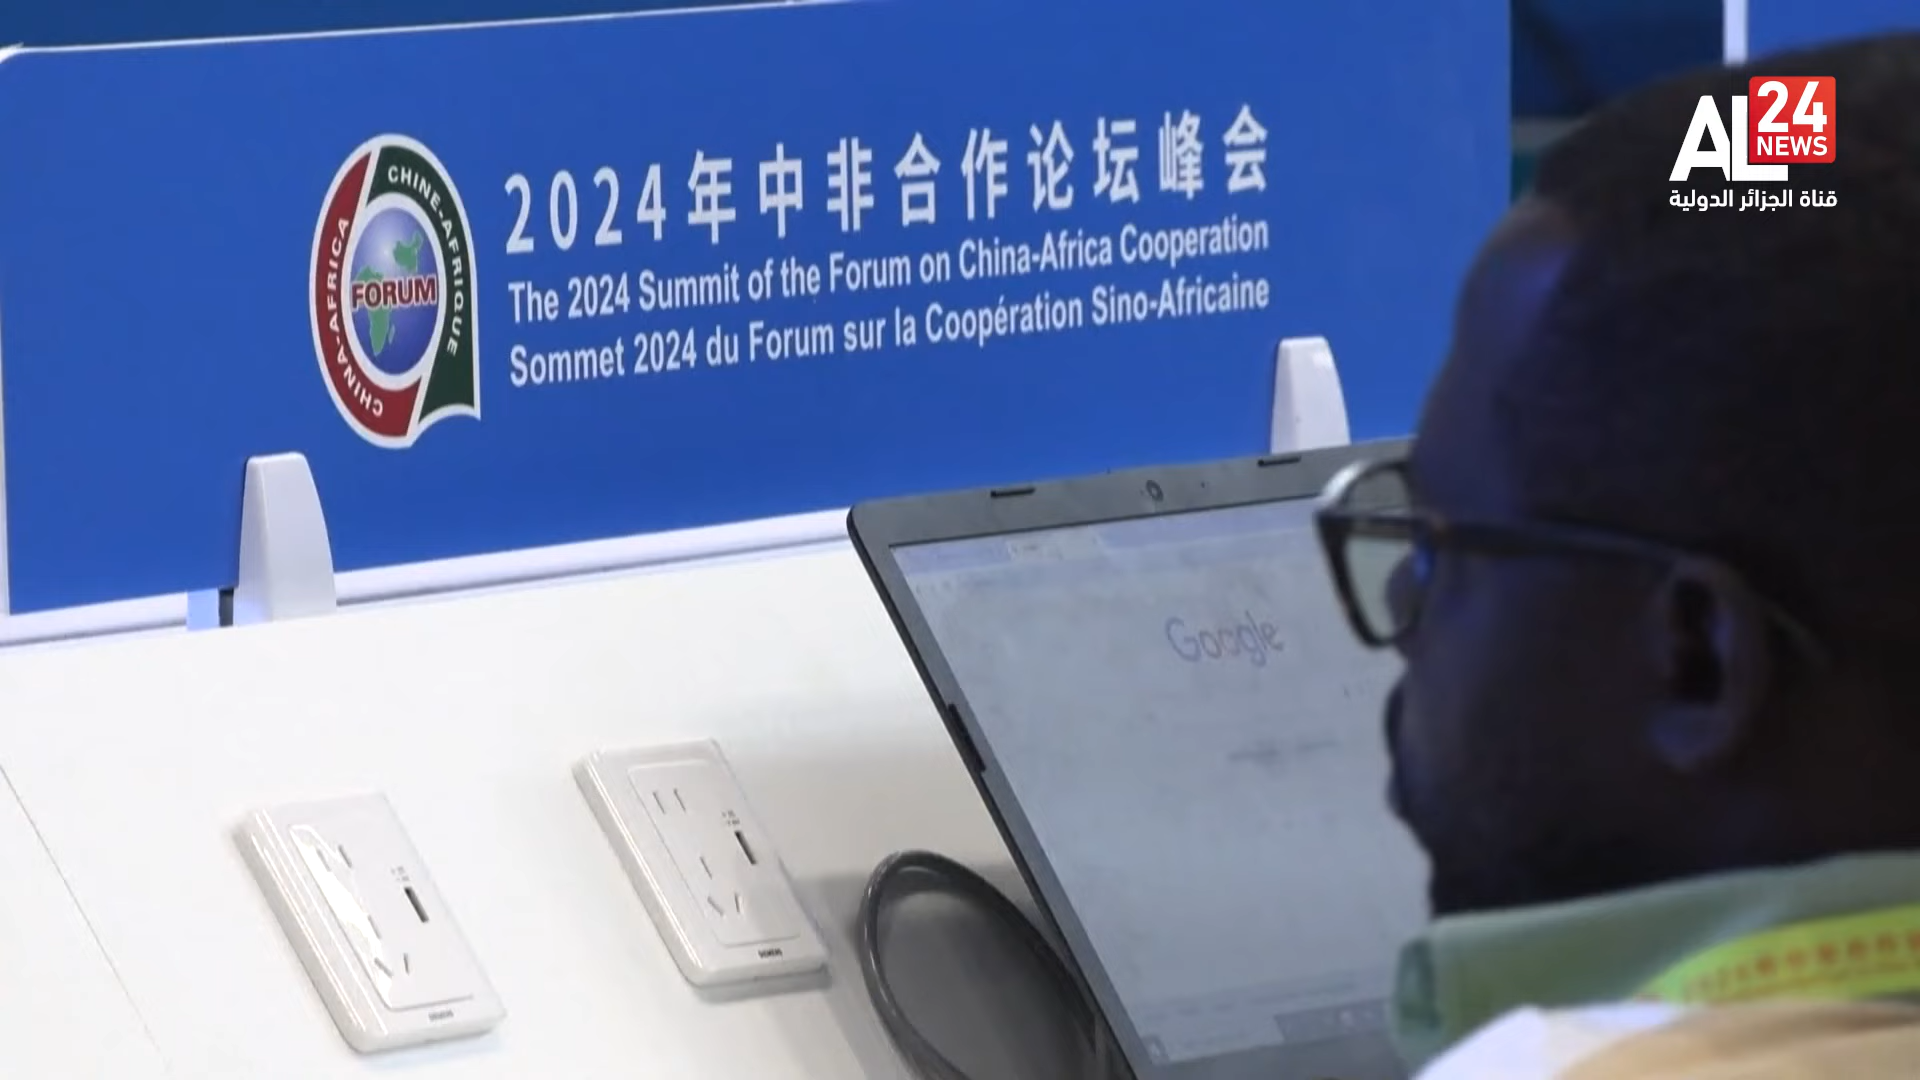 2024年中非合作论坛峰会
The 2024 Summit of the Forum on China-Africa Cooperation
Sommet 2024 du Forum sur la Coopération Sino-Africaine
CHINE-AFRIQUE
FORUM
CHINA-AFRICA
AL24
NEWS
قناة الجزائر الدولية
Google
SIEMENS
SIEMENS